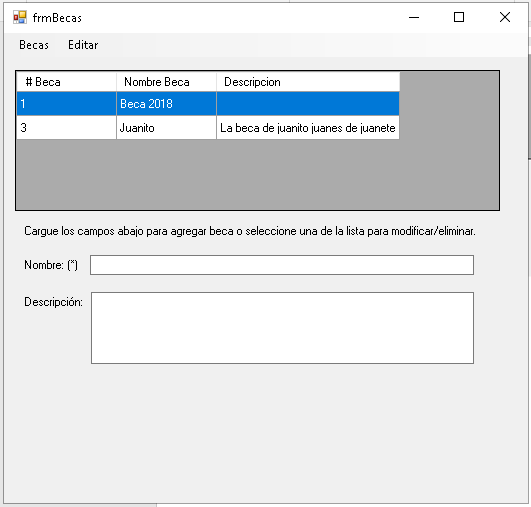 frmBecas
Becas Editar
# Beca Nombre Beca Descripcion
1 Beca 2018
3 Juanito La beca de juanito juanes de juanete
Cargue los campos abajo para agregar beca o seleccione una de la lista para modificar/eliminar.
Nombre: (*)
Descripción: